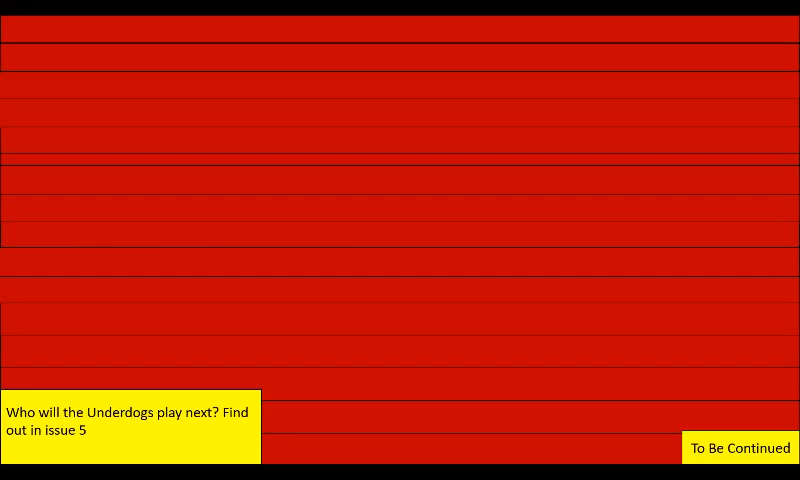 Who will the Underdogs play next? Find
out in issue 5
To Be Continued